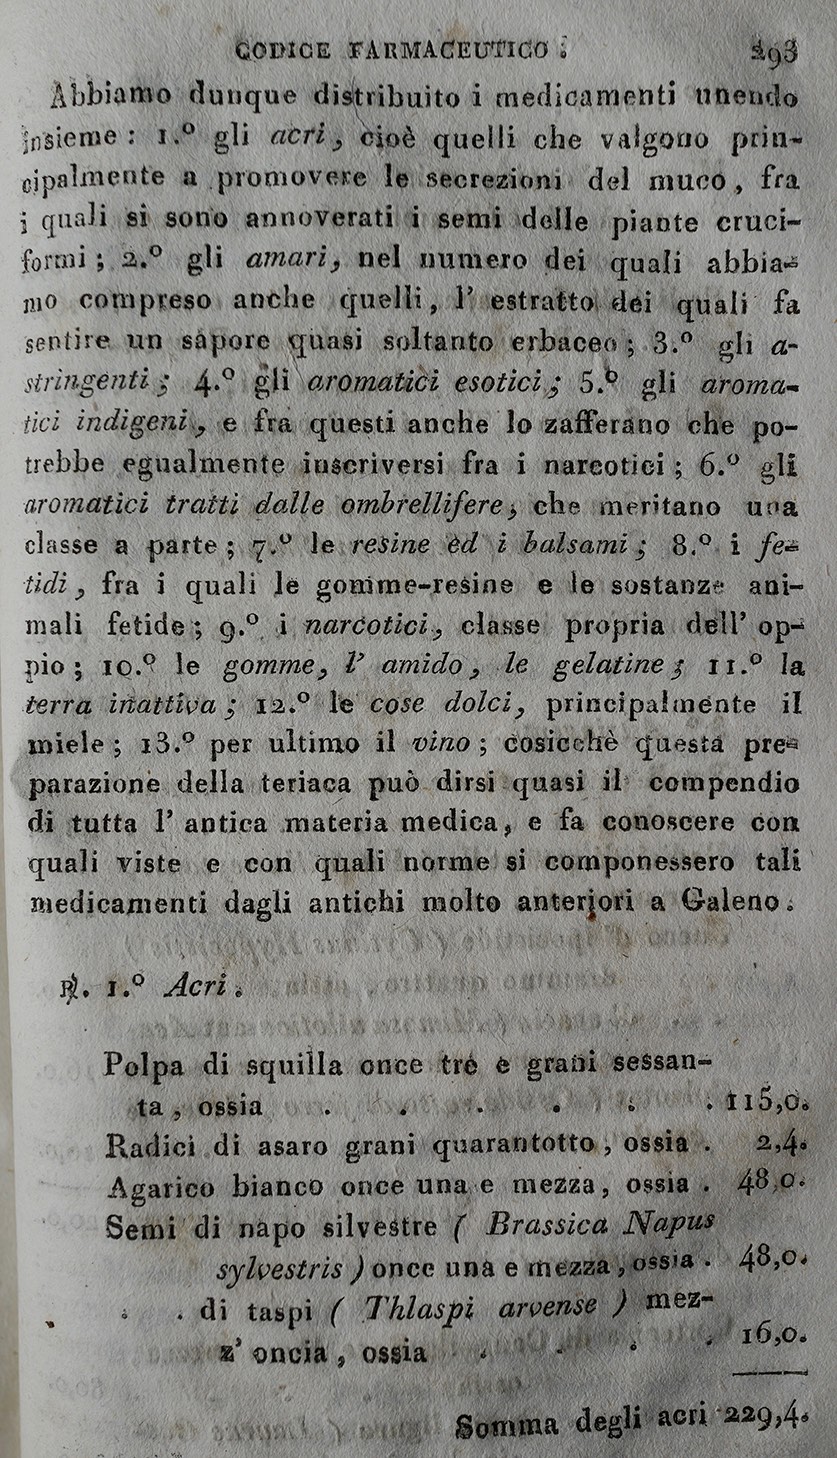 CODICE FARMACEUTICO. 293
Abbiamo dunque distribuito i medicamenti unendo
insieme : 1.º gli acri, cioè quelli che valgono prin-
cipalmente a promovere le secrezioni del muco, fra
i quali si sono annoverati i semi delle piante cruci-
formi ; 2.º gli amari, nel numero dei quali abbia-
mo compreso anche quelli, l' estratto dei quali fa
sentire un sapore quasi soltanto erbaceo ; 3.º gli a-
stringenti ; 4.º gli aromatici esotici ; 5.º gli aroma-
tici indigeni, e fra questi anche lo zafferano che po-
trebbe egualmente inscriversi fra i narcotici ; 6.º gli
aromatici tratti dalle ombrellifere, che meritano una
classe a parte ; 7.º le resine ed i balsami ; 8.º i fe-
tidi, fra i quali le gomme-resine e le sostanze ani-
mali fetide ; 9.º i narcotici, classe propria dell' op-
pio ; 10.º le gomme, l' amido, le gelatine ; 11.º la
terra inattiva ; 12.º le cose dolci, principalmente il
miele ; 13.º per ultimo il vino ; cosicchè questa pre-
parazione della teriaca può dirsi quasi il compendio
di tutta l' antica materia medica, e fa conoscere con
quali viste e con quali norme si componessero tali
medicamenti dagli antichi molto anteriori a Galeno.
℞. 1.º Acri.
Polpa di squilla once tre e grani sessan-
ta, ossia . . . . . . 115,0.
Radici di asaro grani quarantotto, ossia . 2,4.
Agarico bianco once una e mezza, ossia . 48,0.
Semi di napo silvestre ( Brassica Napus
sylvestris ) once una e mezza, ossia . 48,0.
. . di taspi ( Thlaspi arvense ) mez-
z' oncia, ossia . . . . 16,0.
Somma degli acri 229,4.